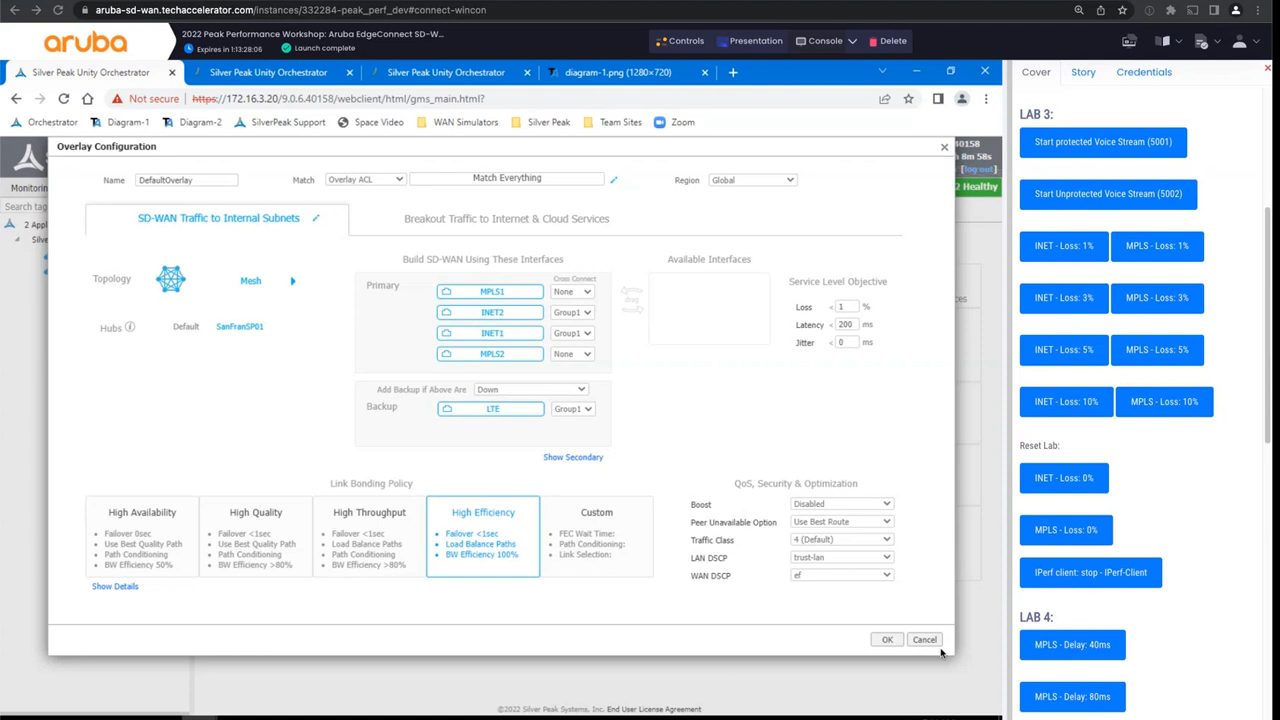 aruba-sd-wan.techaccelerator.com/instances/332284-peak_perf_dev#connect-wincon
aruba
2022 Peak Performance Workshop: Aruba EdgeConnect SD-W...
Expires in 1:13:28:06
Launch complete
Controls
Presentation
Console
Delete
Silver Peak Unity Orchestrator
Silver Peak Unity Orchestrator
Silver Peak Unity Orchestrator
diagram-1.png (1280×720)
Not secure
https://172.16.3.20/9.0.6.40158/webclient/html/gms_main.html?
Orchestrator
Diagram-1
Diagram-2
SilverPeak Support
Space Video
WAN Simulators
Silver Peak
Team Sites
Zoom
40158
8m 58s
[log out]
2 Healthy
Monitorin
Search tag
2 Appl
Silve
Overlay Configuration
Name
DefaultOverlay
Match
Overlay ACL
Match Everything
Region
Global
SD-WAN Traffic to Internal Subnets
Breakout Traffic to Internet & Cloud Services
Topology
Mesh
Hubs
Default
SanFranSP01
Build SD-WAN Using These Interfaces
Cross Connect
Primary
MPLS1 None
INET2 Group1
INET1 Group1
MPLS2 None
Add Backup if Above Are Down
Backup
LTE Group1
Show Secondary
Available Interfaces
drag
Service Level Objective
Loss < 1 %
Latency < 200 ms
Jitter < 0 ms
Link Bonding Policy
High Availability
Failover 0sec
Use Best Quality Path
Path Conditioning
BW Efficiency 50%
High Quality
Failover <1sec
Use Best Quality Path
Path Conditioning
BW Efficiency >80%
High Throughput
Failover <1sec
Load Balance Paths
Path Conditioning
BW Efficiency >80%
High Efficiency
Failover <1sec
Load Balance Paths
BW Efficiency 100%
Custom
FEC Wait Time:
Path Conditioning:
Link Selection:
Show Details
QoS, Security & Optimization
Boost Disabled
Peer Unavailable Option Use Best Route
Traffic Class 4 (Default)
LAN DSCP trust-lan
WAN DSCP ef
OK
Cancel
©2022 Silver Peak Systems, Inc. End User License Agreement
Cover
Story
Credentials
LAB 3:
Start protected Voice Stream (5001)
Start Unprotected Voice Stream (5002)
INET - Loss: 1%
MPLS - Loss: 1%
INET - Loss: 3%
MPLS - Loss: 3%
INET - Loss: 5%
MPLS - Loss: 5%
INET - Loss: 10%
MPLS - Loss: 10%
Reset Lab:
INET - Loss: 0%
MPLS - Loss: 0%
IPerf client: stop - IPerf-Client
LAB 4:
MPLS - Delay: 40ms
MPLS - Delay: 80ms